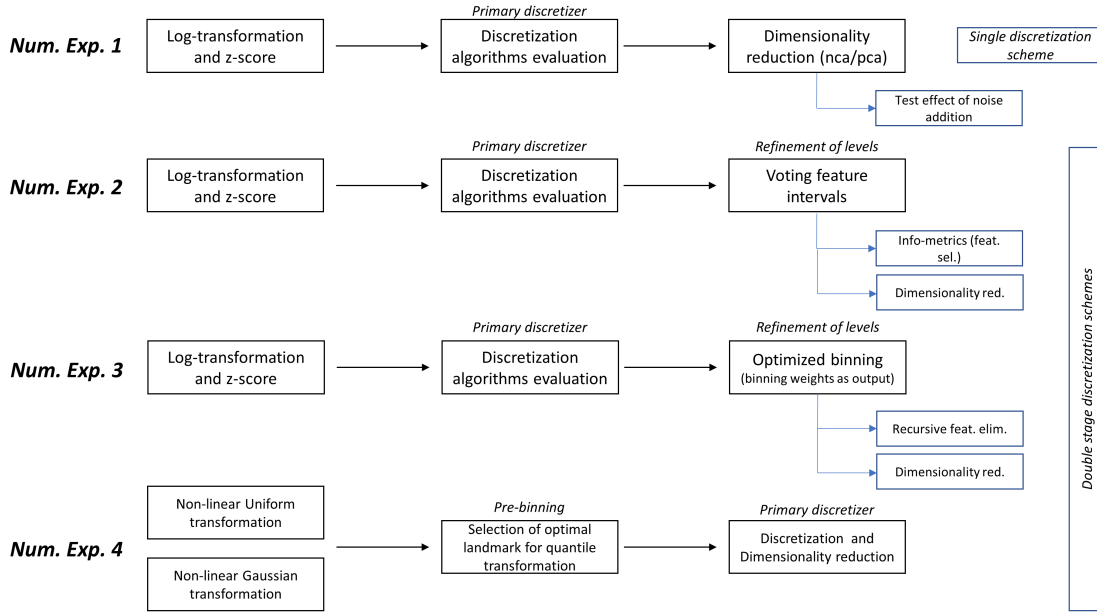 Primary discretizer
Num. Exp. 1
Log-transformation
and z-score
Discretization
algorithms evaluation
Dimensionality
reduction (nca/pca)
Single discretization
scheme
Test effect of noise
addition
Primary discretizer
Refinement of levels
Num. Exp. 2
Log-transformation
and z-score
Discretization
algorithms evaluation
Voting feature
intervals
Info-metrics (feat.
sel.)
Dimensionality red.
Primary discretizer
Refinement of levels
Num. Exp. 3
Log-transformation
and z-score
Discretization
algorithms evaluation
Optimized binning
(binning weights as output)
Recursive feat. elim.
Dimensionality red.
Num. Exp. 4
Non-linear Uniform
transformation
Non-linear Gaussian
transformation
Pre-binning
Selection of optimal
landmark for quantile
transformation
Primary discretizer
Discretization and
Dimensionality reduction
Double stage discretization schemes